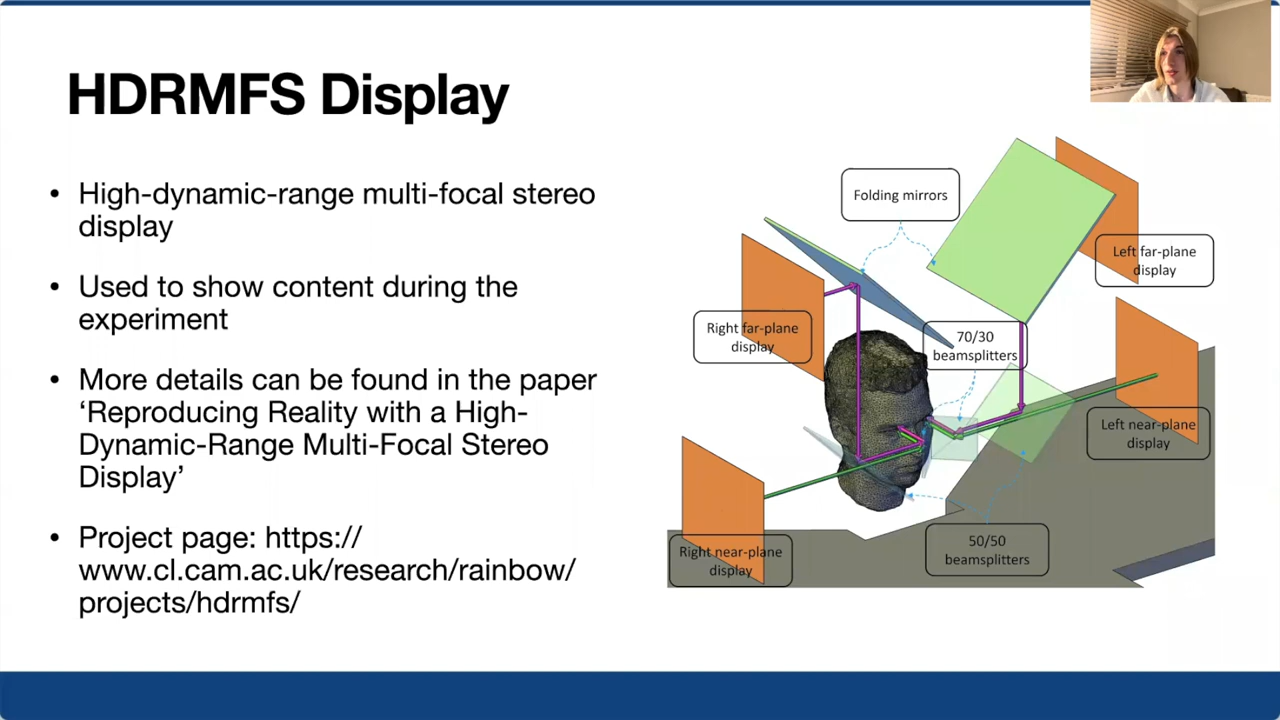 HDRMFS Display
• High-dynamic-range multi-focal stereo
display
• Used to show content during the
experiment
• More details can be found in the paper
‘Reproducing Reality with a High-
Dynamic-Range Multi-Focal Stereo
Display’
• Project page: https://
www.cl.cam.ac.uk/research/rainbow/
projects/hdrmfs/
Folding mirrors
Left far-plane
display
Right far-plane
display
70/30
beamsplitters
Left near-plane
display
50/50
beamsplitters
Right near-plane
display